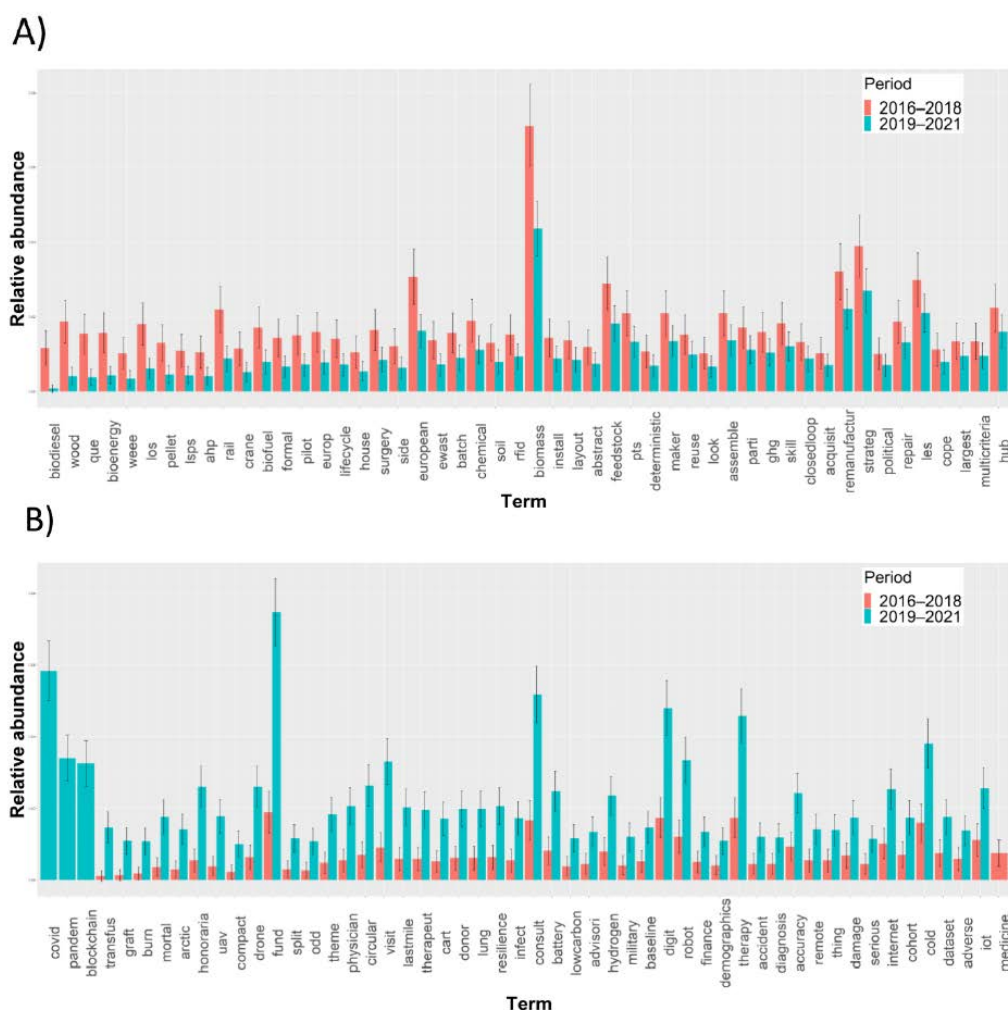 A)
Period
2016–2018
2019–2021
Relative abundance
biodiesel
wood
que
bioenergy
weee
los
pellet
lsps
ahp
rail
crane
biofuel
formal
pilot
europ
lifecycle
house
surgery
side
european
ewast
batch
chemical
soil
rfid
biomass
install
layout
abstract
feedstock
pts
deterministic
maker
reuse
look
assemble
parti
ghg
skill
closedloop
acquisit
remanufactur
strateg
political
repair
les
cope
largest
multicriteria
hub
Term
B)
Period
2016–2018
2019–2021
Relative abundance
covid
pandem
blockchain
transfus
graft
burn
mortal
arctic
honoraria
uav
compact
drone
fund
split
odd
theme
physician
circular
visit
lastmile
therapeut
cart
donor
lung
resilience
infect
consult
battery
lowcarbon
advisori
hydrogen
military
baseline
digit
robot
finance
demographics
therapy
accident
diagnosis
accuracy
remote
thing
damage
serious
internet
cohort
cold
dataset
adverse
iot
medicine
Term